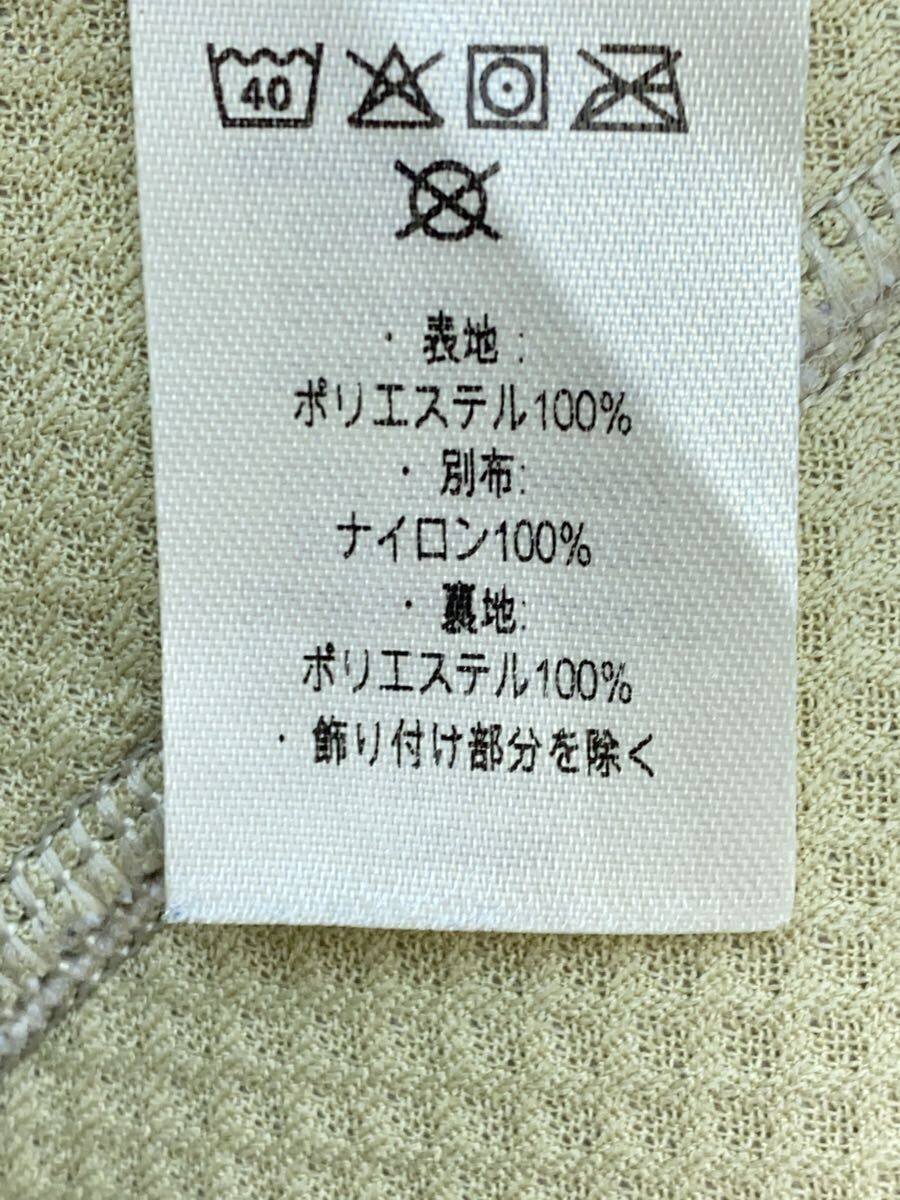 40
・表地:
ポリエステル100%
・別布:
ナイロン100%
・裏地:
ポリエステル100%
・飾り付け部分を除く